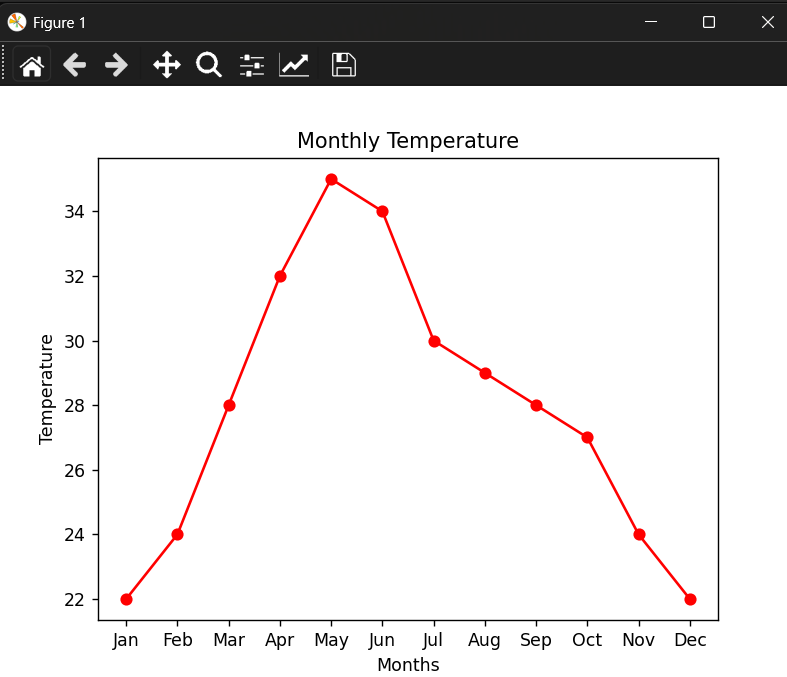 Figure 1
Monthly Temperature
34
32
30
28
26
24
22
Temperature
Jan Feb Mar Apr May Jun Jul Aug Sep Oct Nov Dec
Months